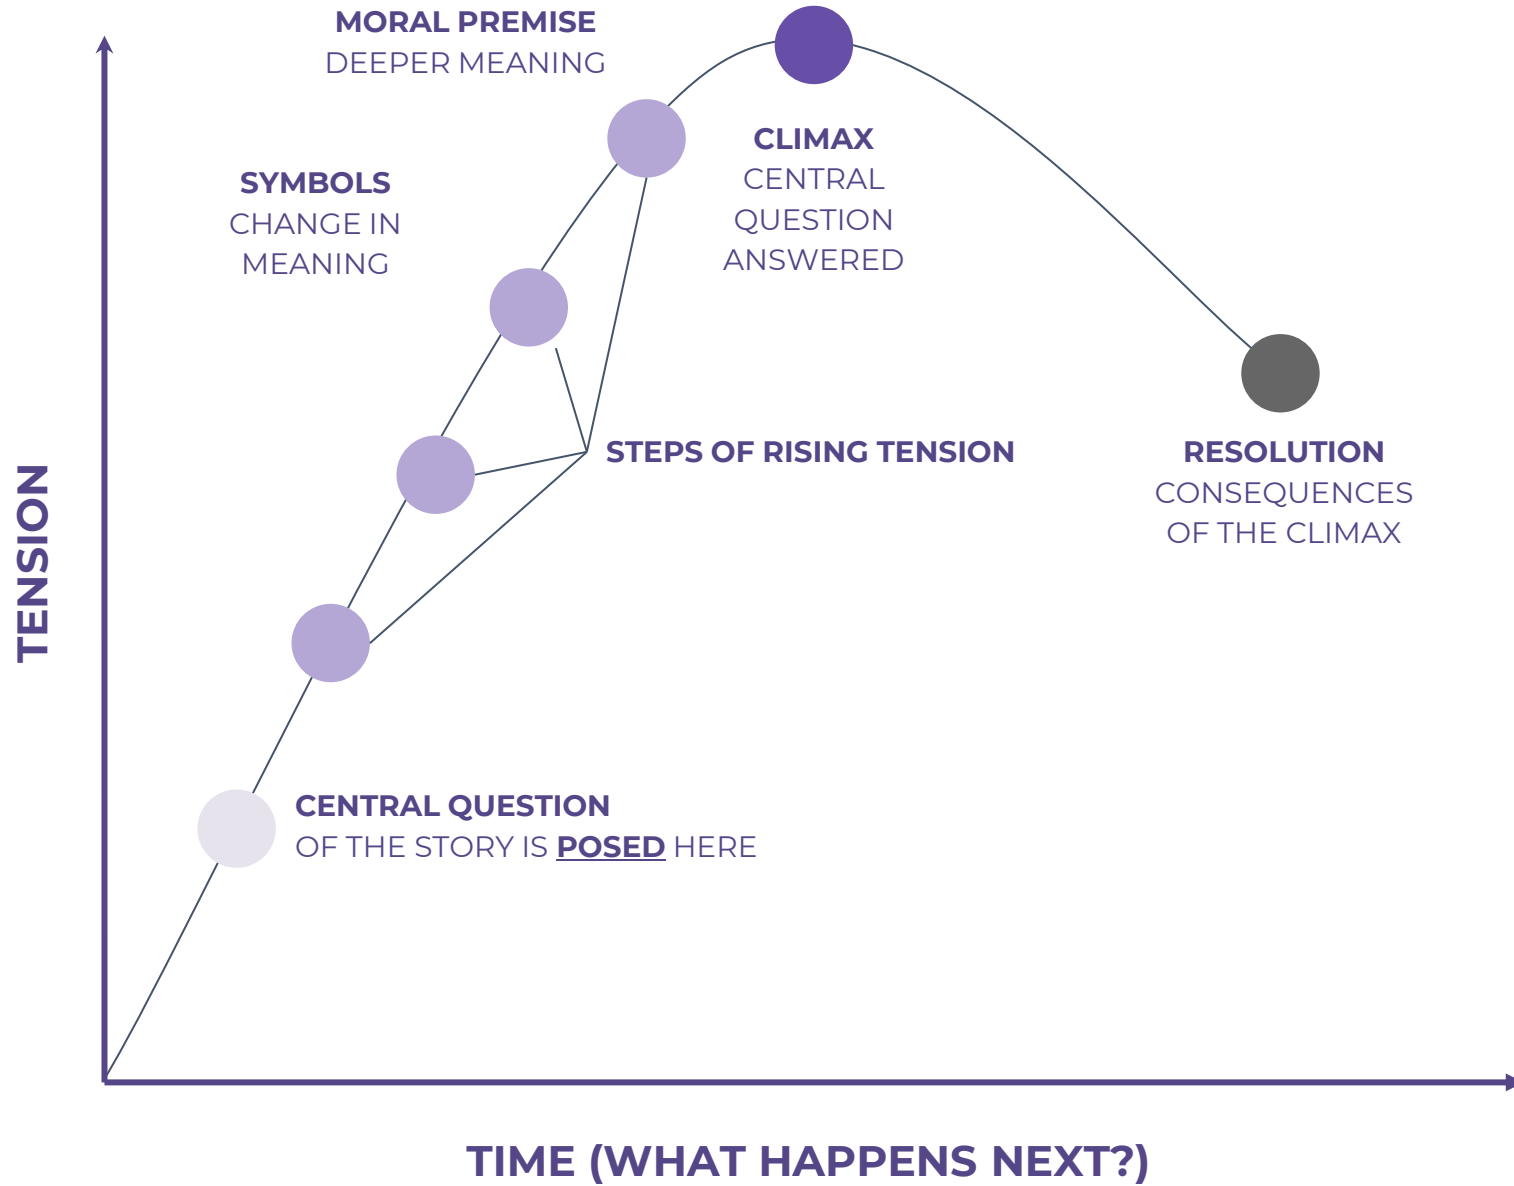 MORAL PREMISE
DEEPER MEANING
SYMBOLS
CHANGE IN
MEANING
CLIMAX
CENTRAL
QUESTION
ANSWERED
STEPS OF RISING TENSION
RESOLUTION
CONSEQUENCES
OF THE CLIMAX
TENSION
CENTRAL QUESTION
OF THE STORY IS POSED HERE
TIME (WHAT HAPPENS NEXT?)